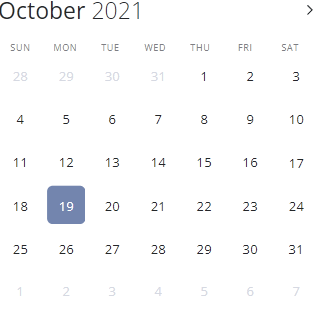 October 2021
SUN MON TUE WED THU FRI SAT
28 29 30 31 1 2 3
4 5 6 7 8 9 10
11 12 13 14 15 16 17
18 19 20 21 22 23 24
25 26 27 28 29 30 31
1 2 3 4 5 6 7